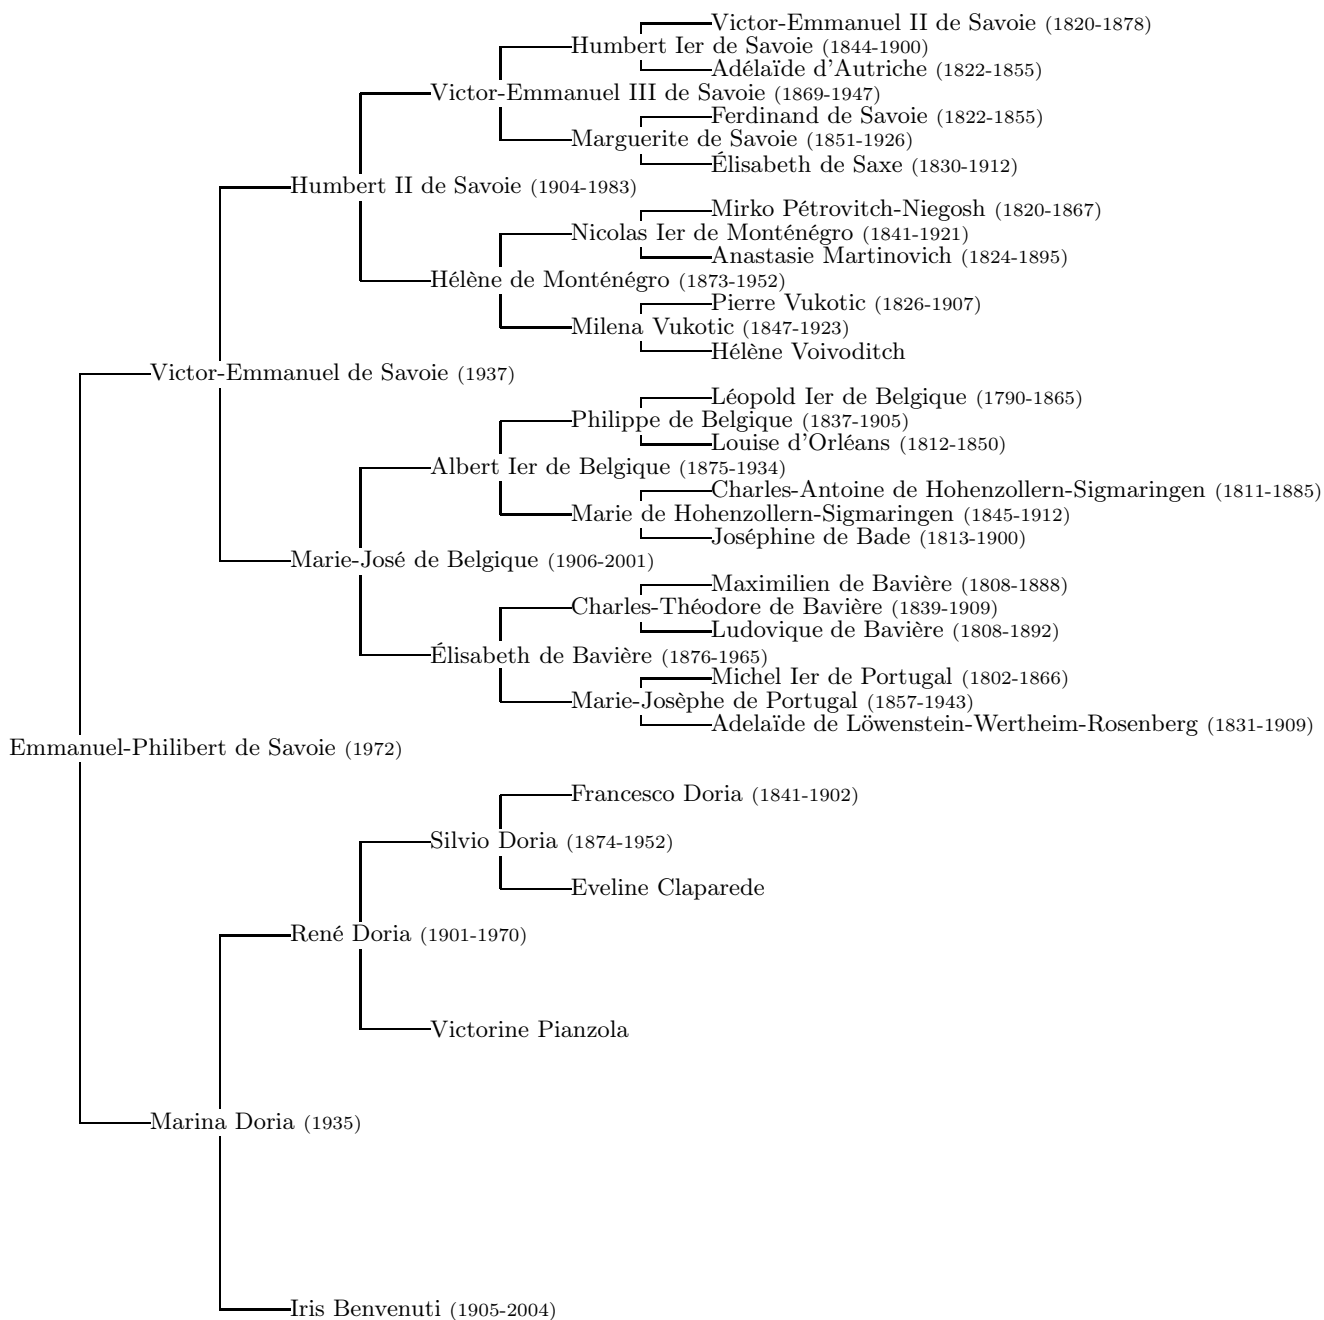 Victor-Emmanuel II de Savoie (1820-1878)
Humbert Ier de Savoie (1844-1900)
Adélaïde d'Autriche (1822-1855)
Victor-Emmanuel III de Savoie (1869-1947)
Ferdinand de Savoie (1822-1855)
Marguerite de Savoie (1851-1926)
Élisabeth de Saxe (1830-1912)
Humbert II de Savoie (1904-1983)
Mirko Pétrovitch-Niegosh (1820-1867)
Nicolas Ier de Monténégro (1841-1921)
Anastasie Martinovich (1824-1895)
Hélène de Monténégro (1873-1952)
Pierre Vukotic (1826-1907)
Milena Vukotic (1847-1923)
Hélène Voivoditch
Victor-Emmanuel de Savoie (1937)
Léopold Ier de Belgique (1790-1865)
Philippe de Belgique (1837-1905)
Louise d'Orléans (1812-1850)
Albert Ier de Belgique (1875-1934)
Charles-Antoine de Hohenzollern-Sigmaringen (1811-1885)
Marie de Hohenzollern-Sigmaringen (1845-1912)
Joséphine de Bade (1813-1900)
Marie-José de Belgique (1906-2001)
Maximilien de Bavière (1808-1888)
Charles-Théodore de Bavière (1839-1909)
Ludovique de Bavière (1808-1892)
Élisabeth de Bavière (1876-1965)
Michel Ier de Portugal (1802-1866)
Marie-Josèphe de Portugal (1857-1943)
Adelaïde de Löwenstein-Wertheim-Rosenberg (1831-1909)
Emmanuel-Philibert de Savoie (1972)
Francesco Doria (1841-1902)
Silvio Doria (1874-1952)
Eveline Claparede
René Doria (1901-1970)
Victorine Pianzola
Marina Doria (1935)
Iris Benvenuti (1905-2004)